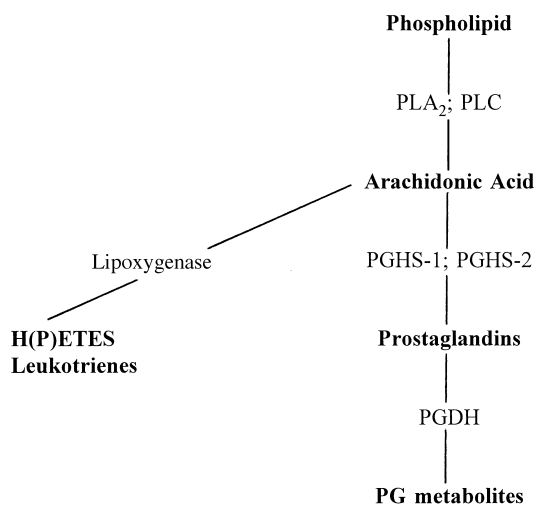 Phospholipid
PLA2; PLC
Arachidonic Acid
Lipoxygenase
PGHS-1; PGHS-2
H(P)ETES
Leukotrienes
Prostaglandins
PGDH
PG metabolites